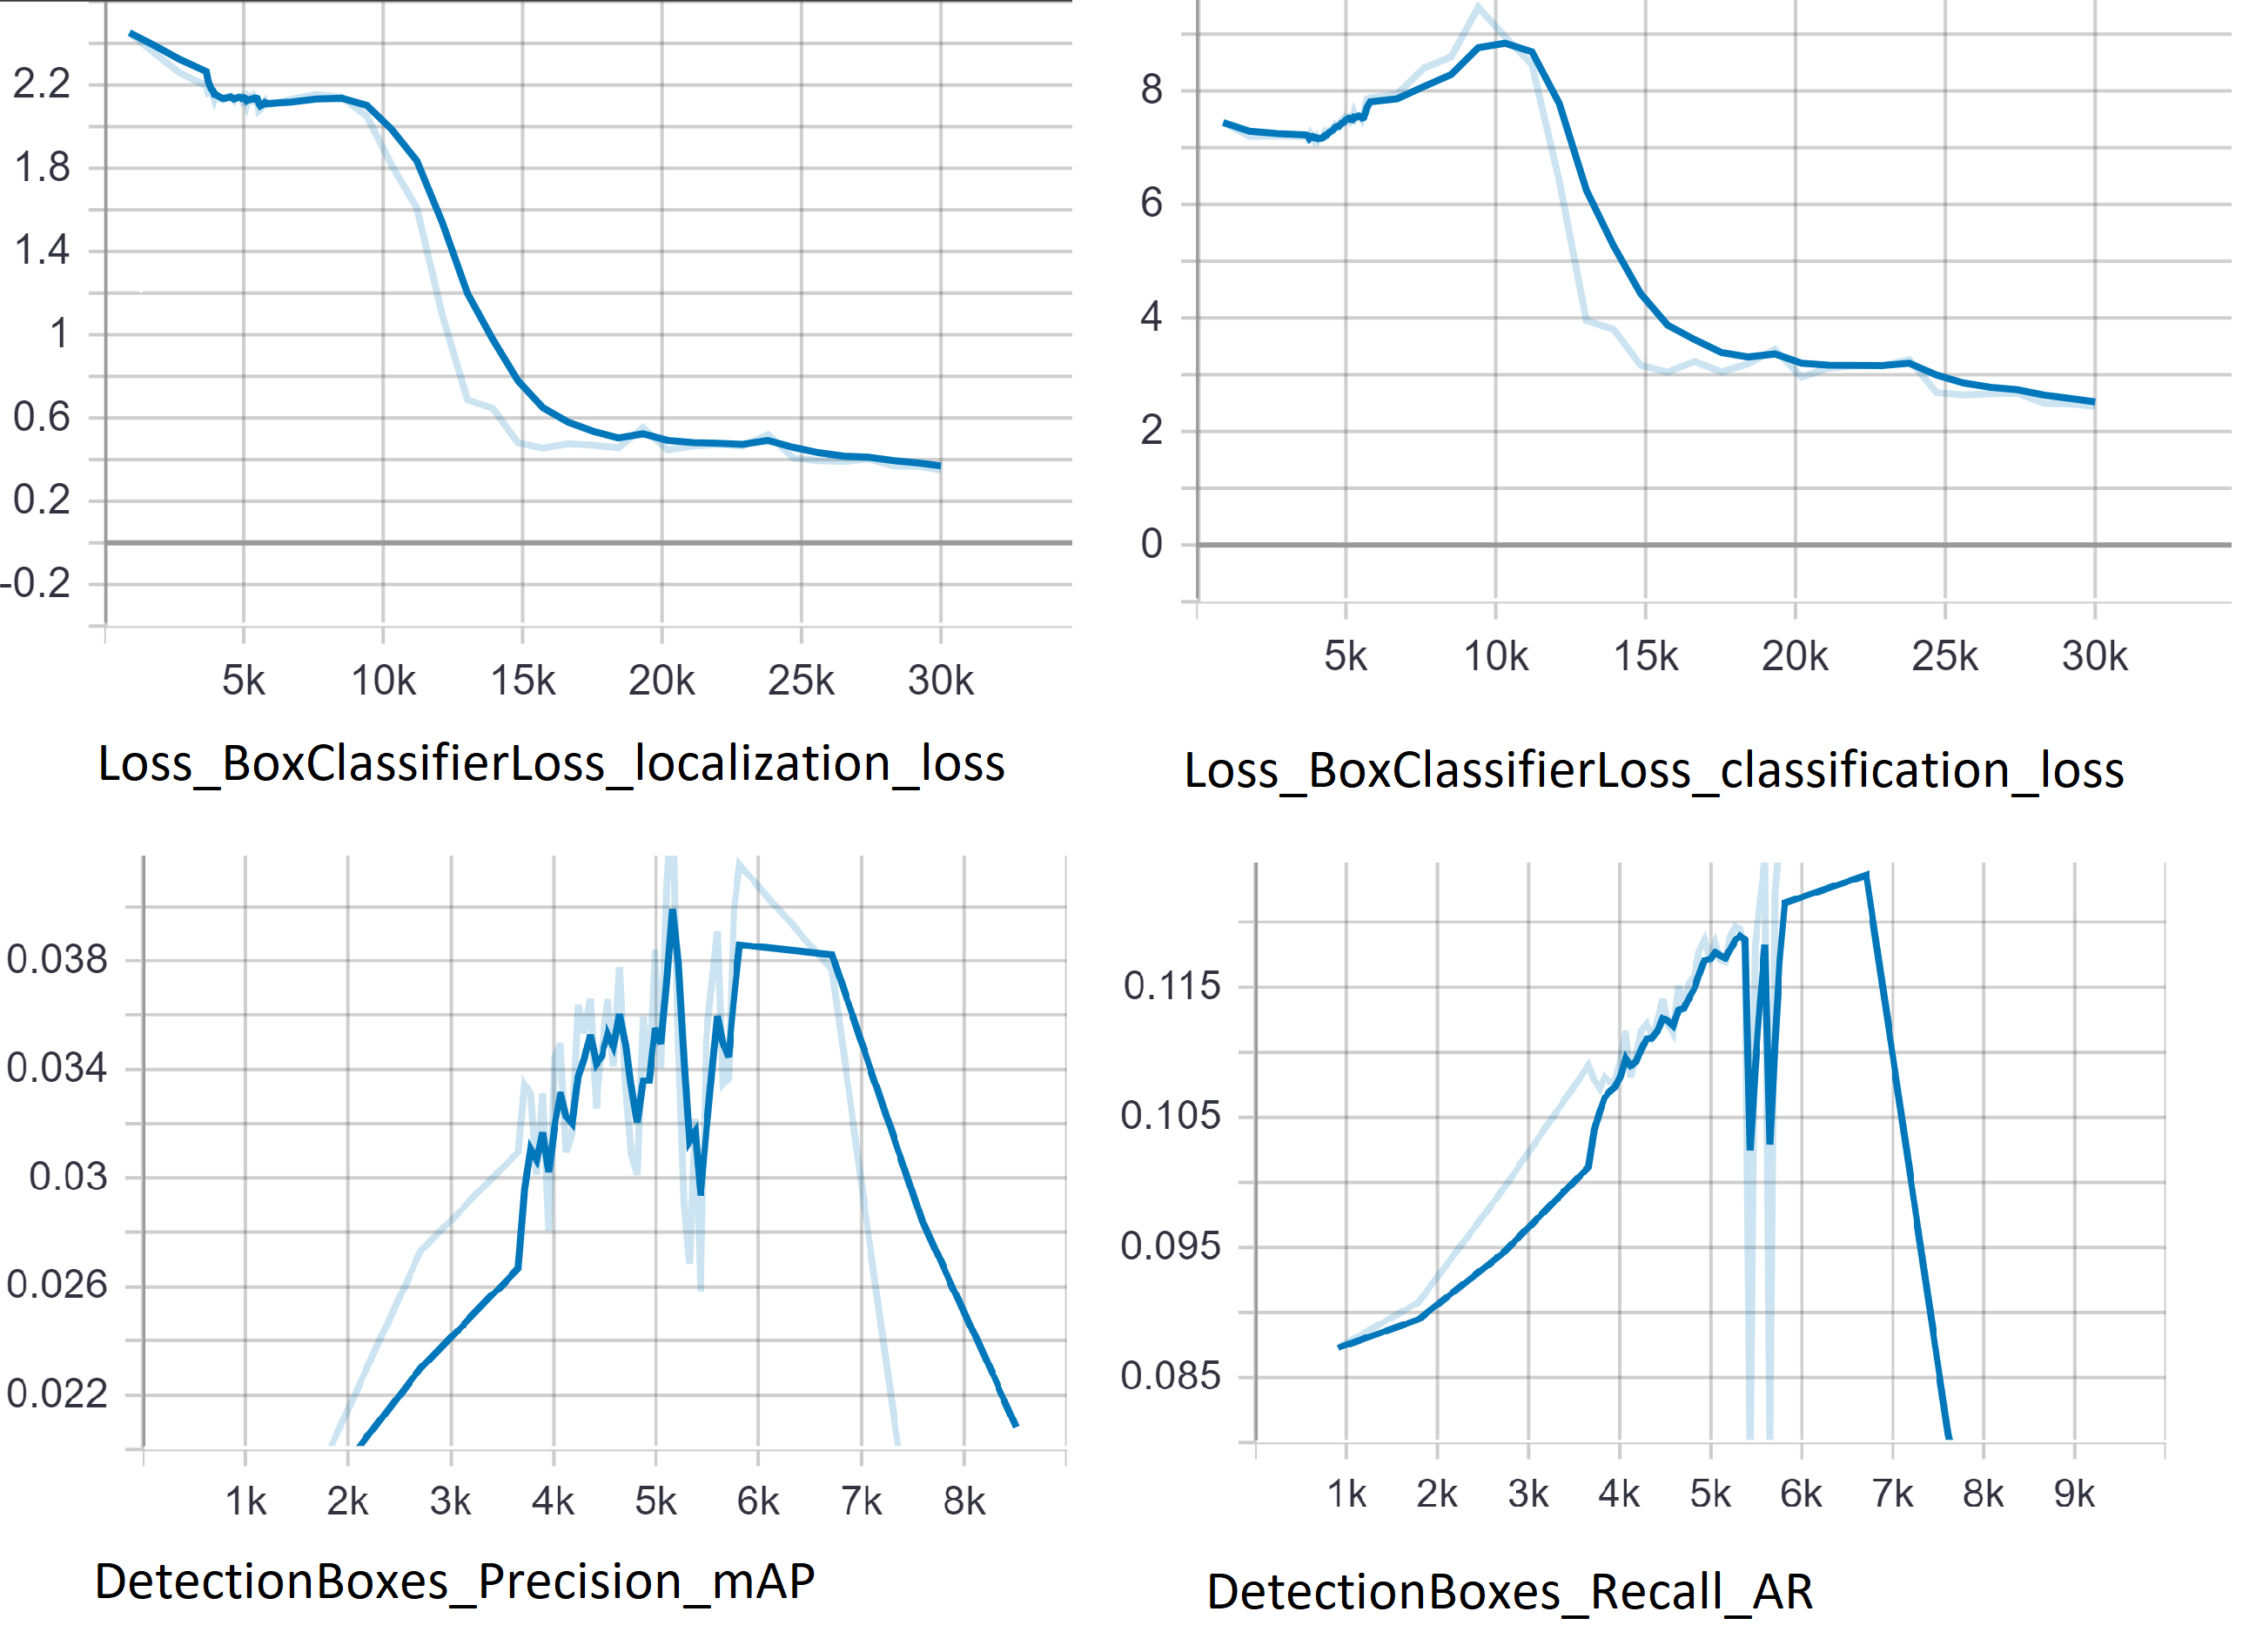 2.2
1.8
1.4
1
0.6
0.2
-0.2
5k 10k 15k 20k 25k 30k
Loss_BoxClassifierLoss_localization_loss
8
6
4
2
0
5k 10k 15k 20k 25k 30k
Loss_BoxClassifierLoss_classification_loss
0.038
0.034
0.03
0.026
0.022
1k 2k 3k 4k 5k 6k 7k 8k
DetectionBoxes_Precision_mAP
0.115
0.105
0.095
0.085
1k 2k 3k 4k 5k 6k 7k 8k 9k
DetectionBoxes_Recall_AR